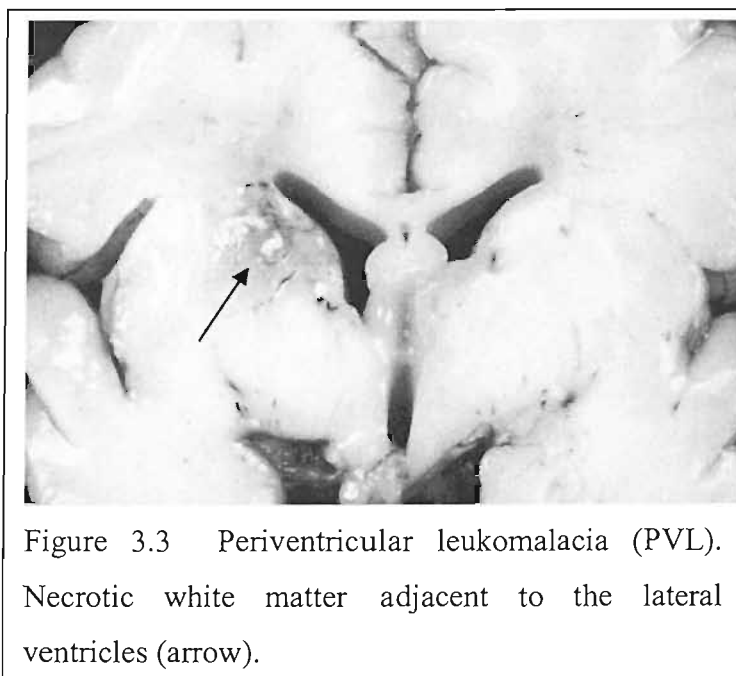 Figure 3.3 Periventricular leukomalacia (PVL).
Necrotic white matter adjacent to the lateral
ventricles (arrow).